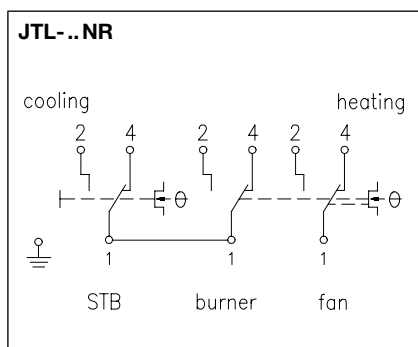 JTL-..NR
cooling heating
2 4 2 4 2 4
θ θ
1 1 1
STB burner fan